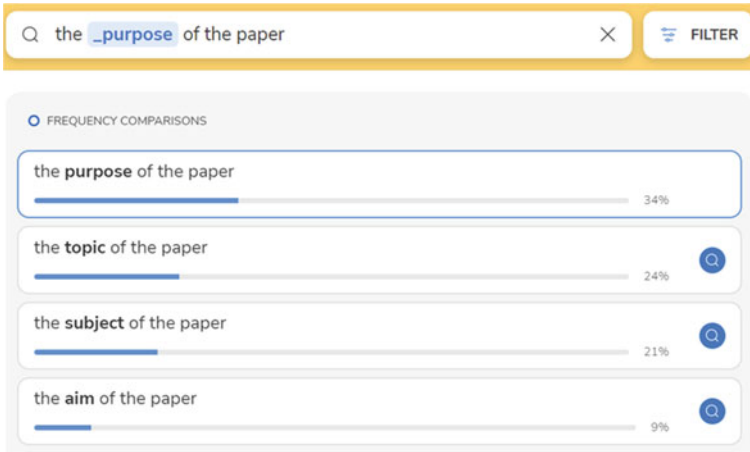 the _purpose of the paper
FILTER
FREQUENCY COMPARISONS
the purpose of the paper
34%
the topic of the paper
24%
the subject of the paper
21%
the aim of the paper
9%